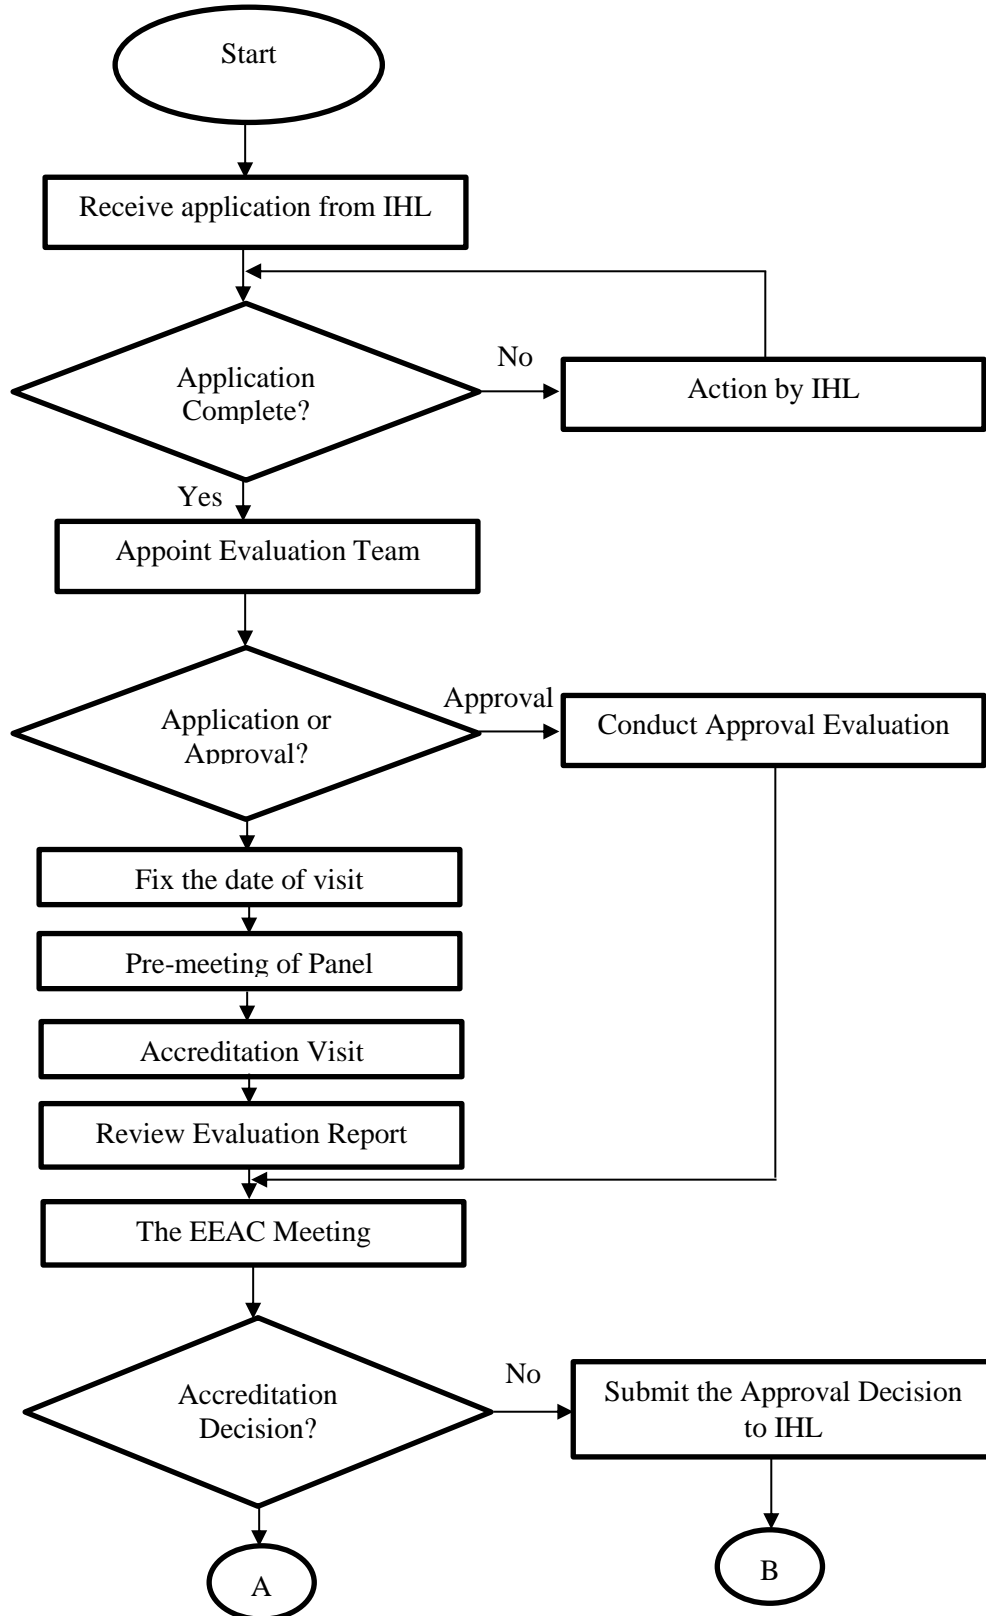 Start
Receive application from IHL
Application
Complete?
No
Action by IHL
Yes
Appoint Evaluation Team
Application or
Approval?
Approval
Conduct Approval Evaluation
Fix the date of visit
Pre-meeting of Panel
Accreditation Visit
Review Evaluation Report
The EEAC Meeting
Accreditation
Decision?
No
Submit the Approval Decision
to IHL
A
B